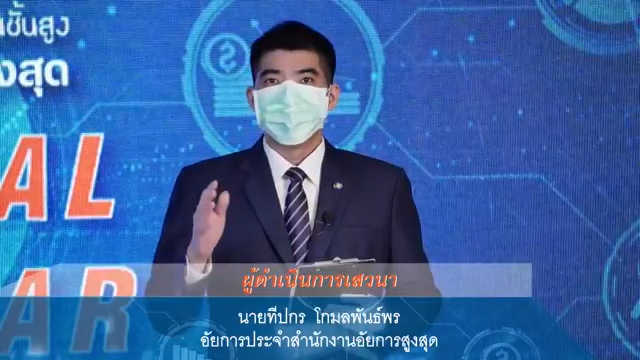 นชั้นสูง
งสุด
AL
AR
ผู้ดำเนินการเสวนา
นายทีปกร โกมลพันธ์พร
อัยการประจำสำนักงานอัยการสูงสุด